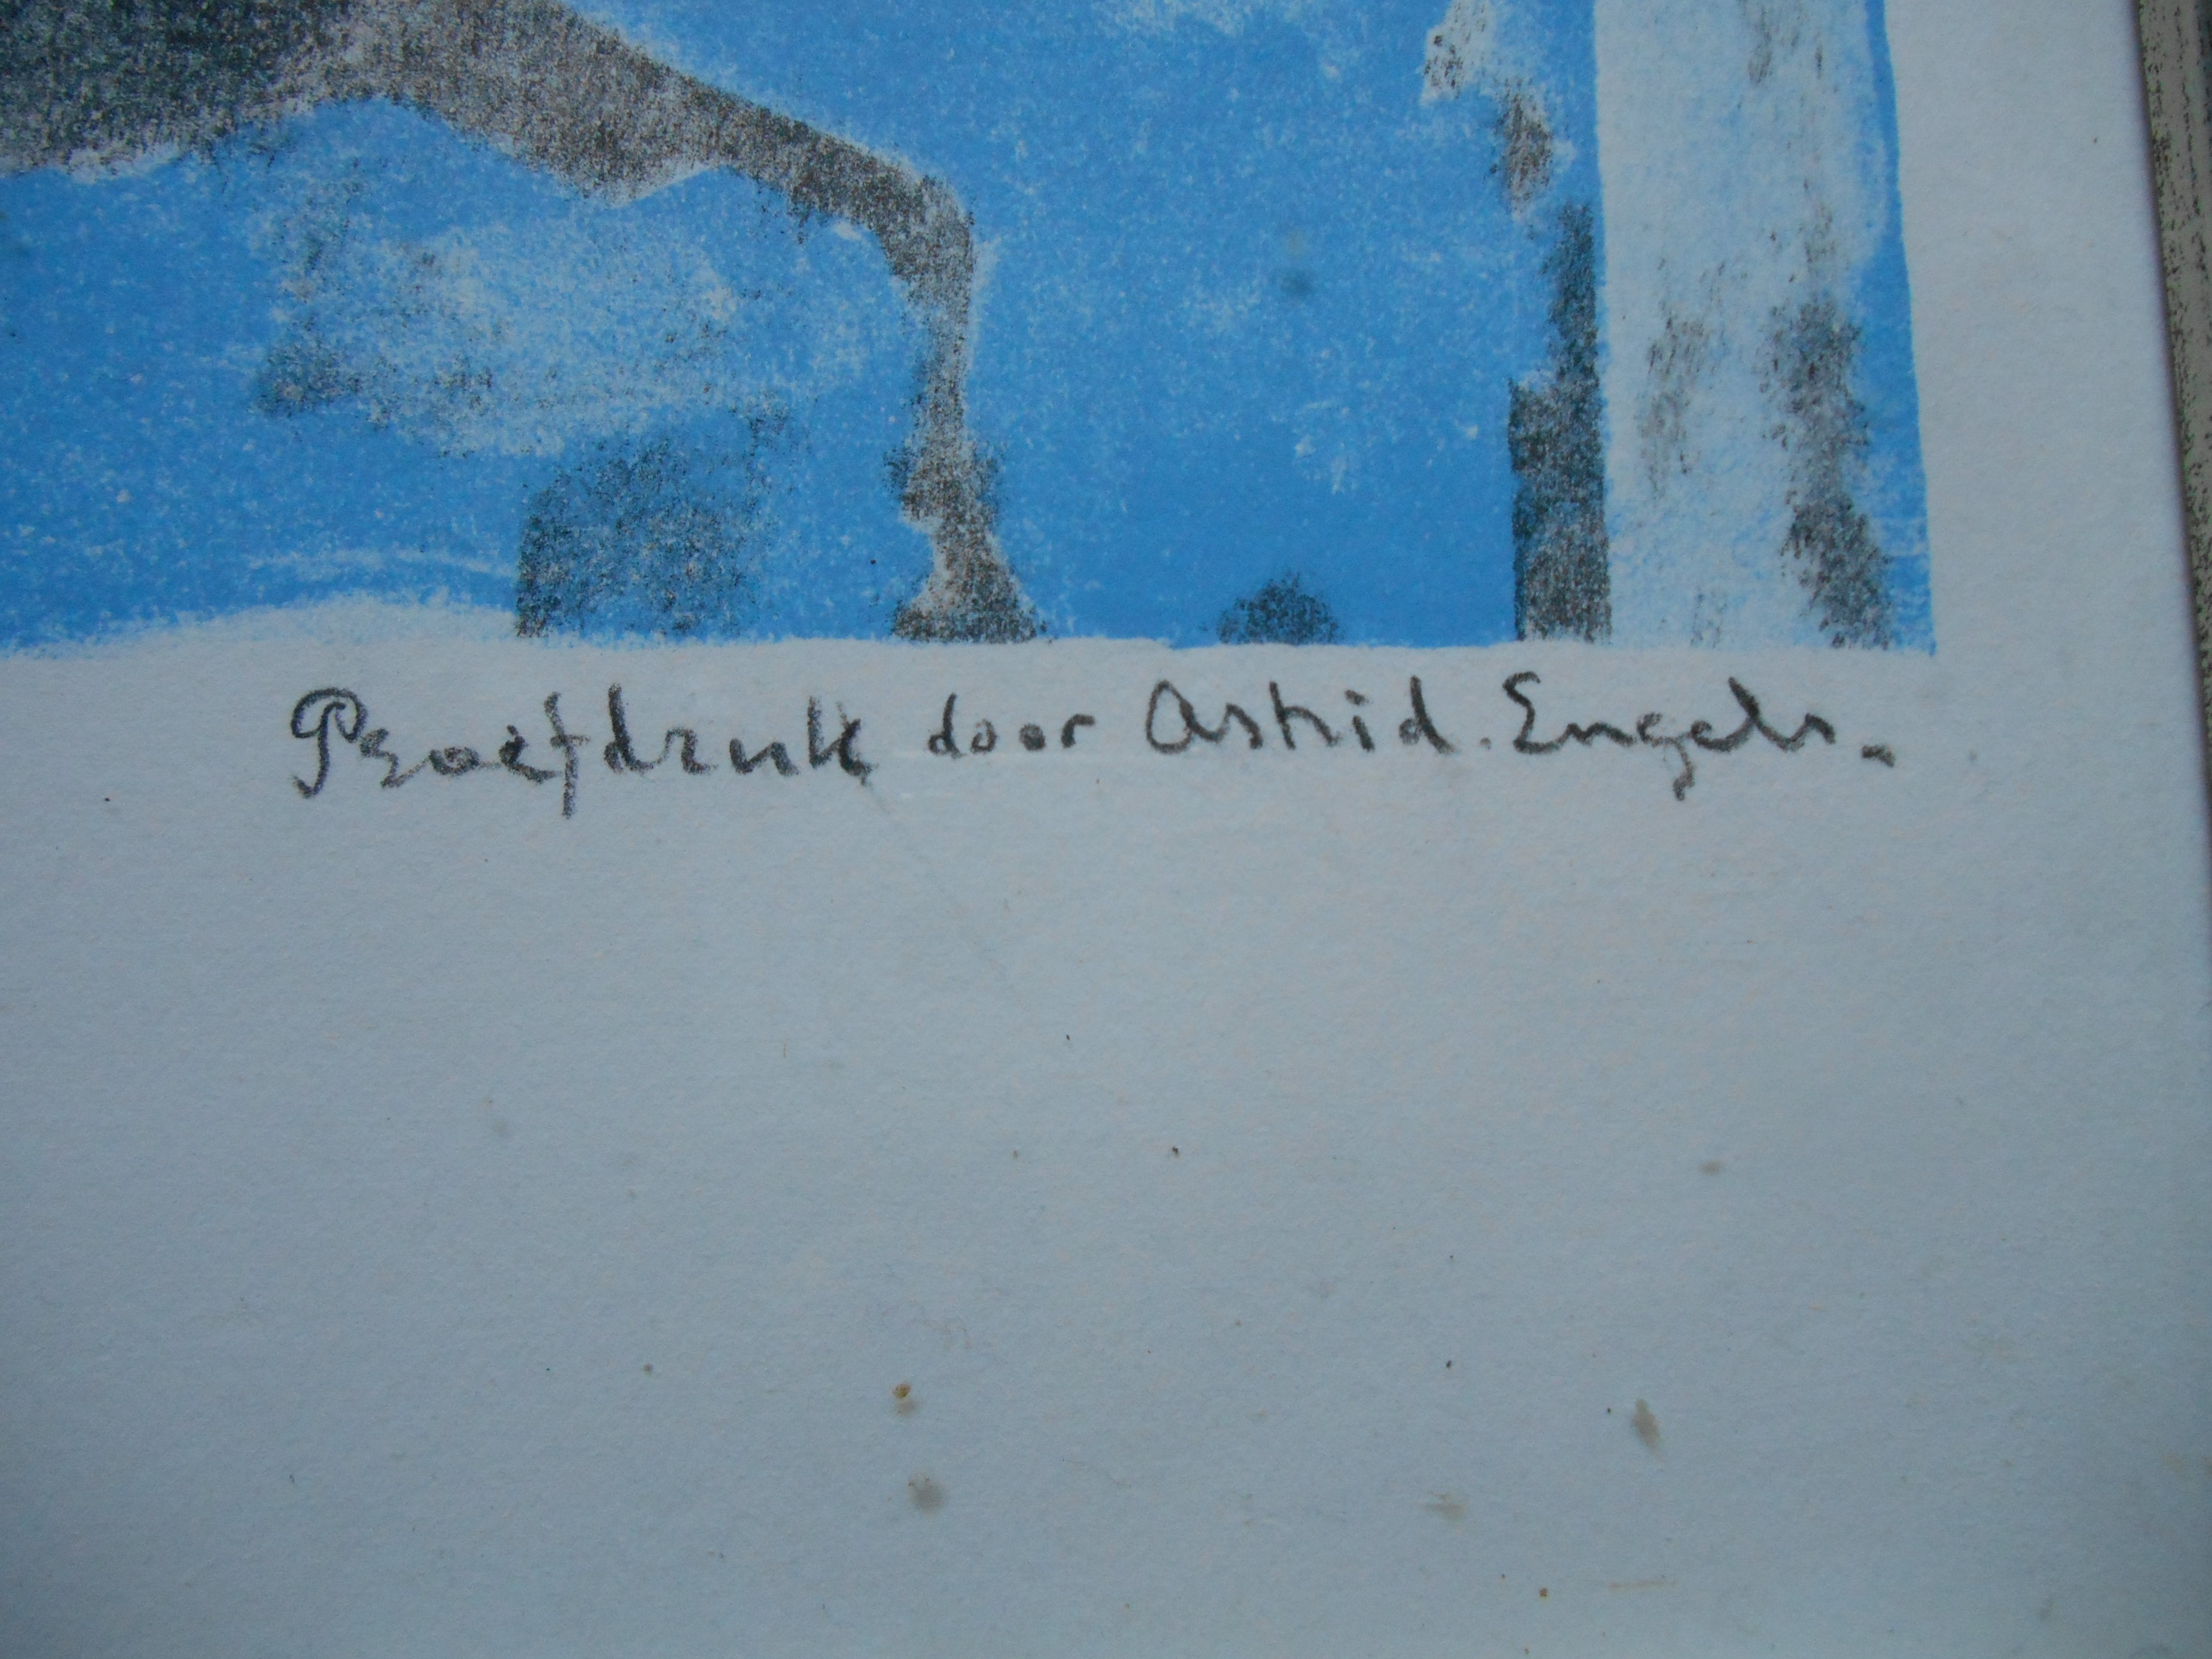 Proefdruk door Astrid. Engels.